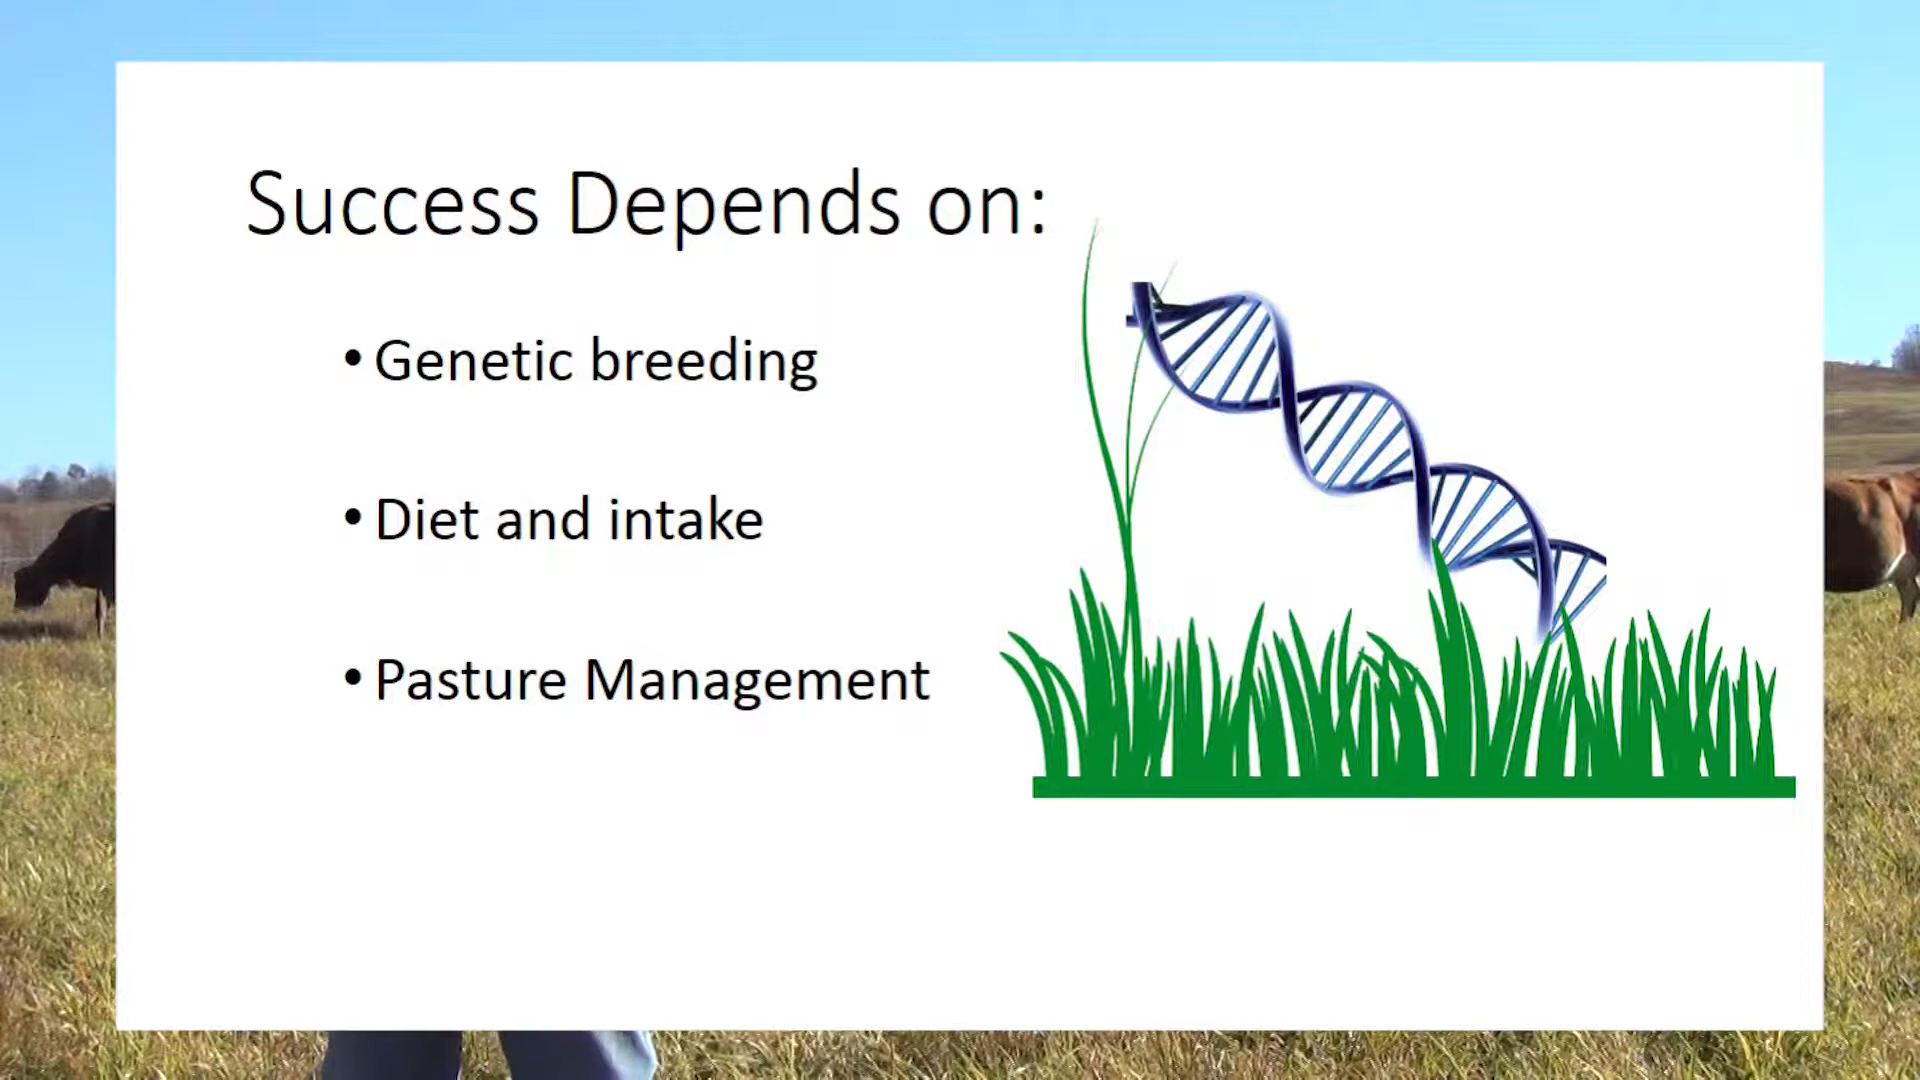 Success Depends on:
• Genetic breeding
• Diet and intake
• Pasture Management